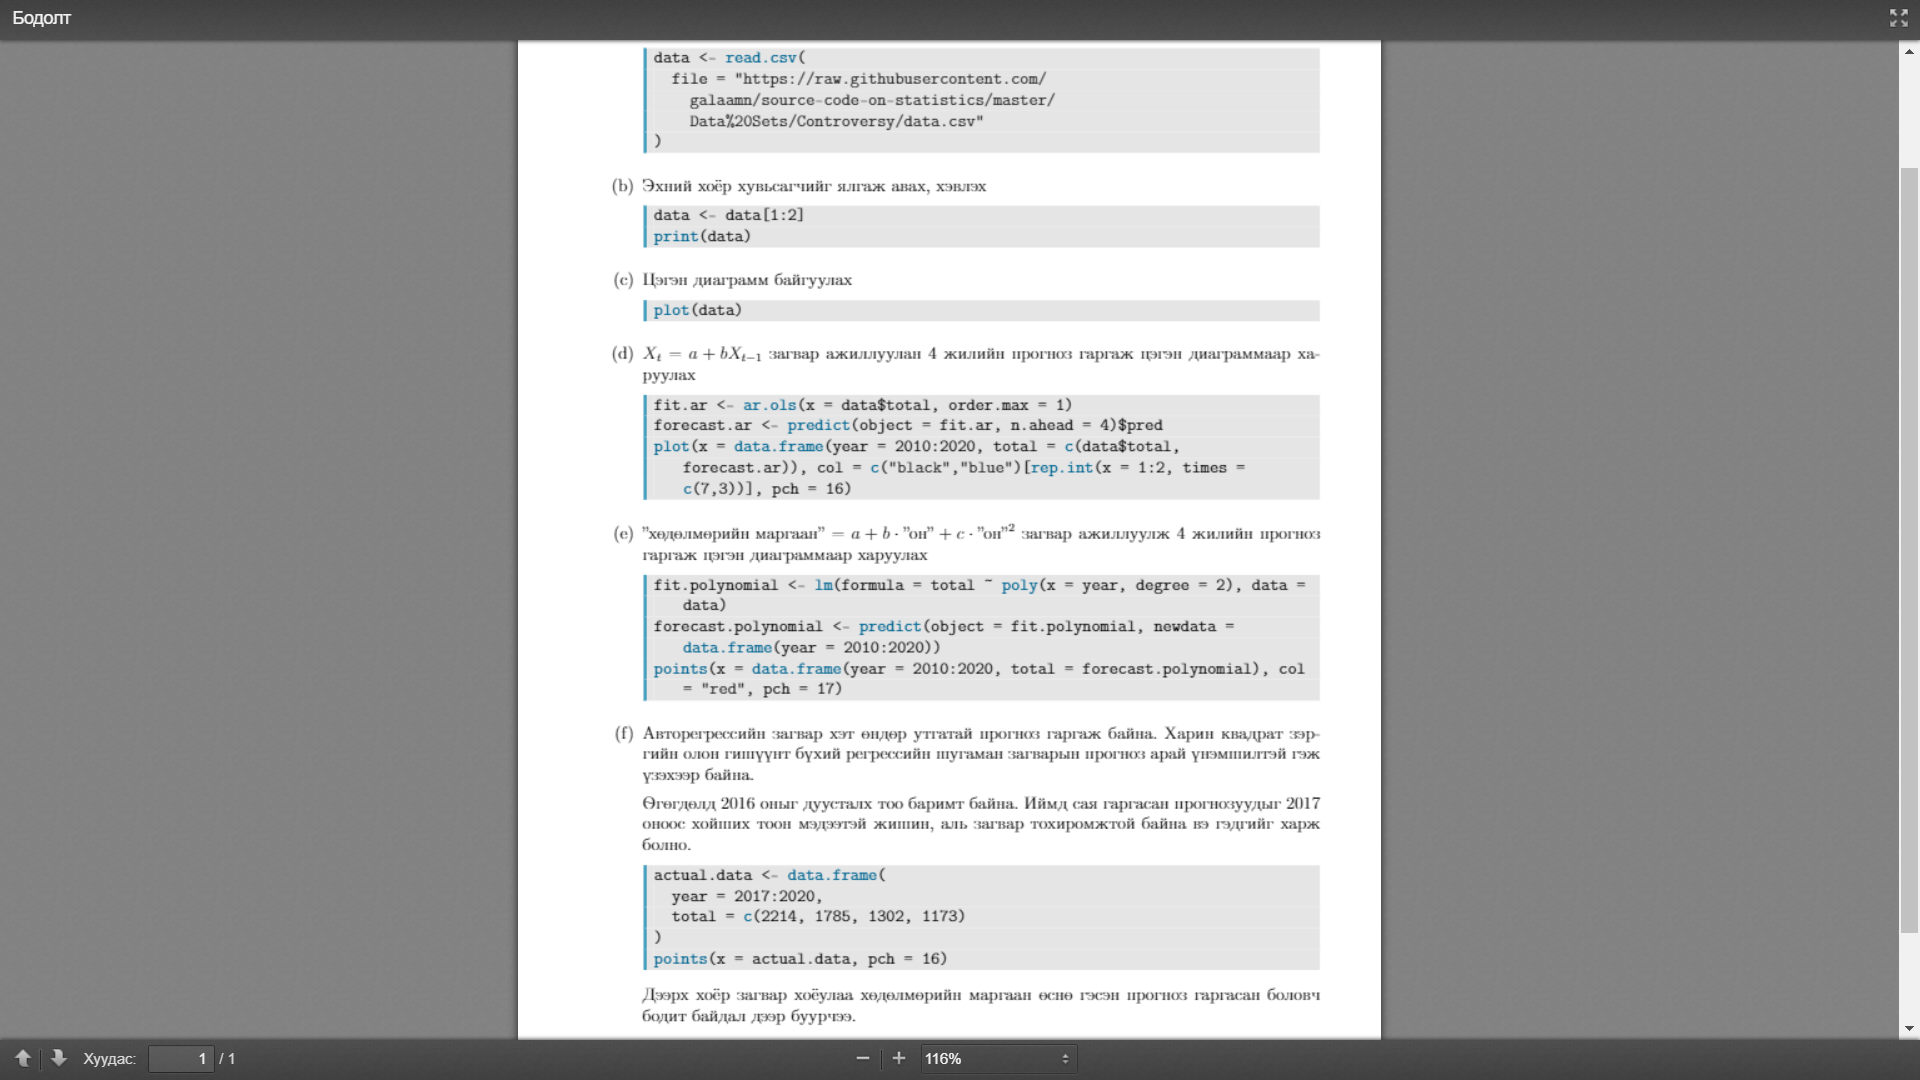 Бодолт
data <- read.csv(
file = "https://raw.githubusercontent.com/
galaamn/source-code-on-statistics/master/
Data%20Sets/Controversy/data.csv"
)
(b) Эхний хоёр хувьсагчийг ялгаж авах, хэвлэх
data <- data[1:2]
print(data)
(c) Цэгэн диаграмм байгуулах
plot(data)
(d) Xₜ = a + bXₜ₋₁ загвар ажиллуулан 4 жилийн прогноз гаргаж цэгэн диаграммаар ха-
руулах
fit.ar <- ar.ols(x = data$total, order.max = 1)
forecast.ar <- predict(object = fit.ar, n.ahead = 4)$pred
plot(x = data.frame(year = 2010:2020, total = c(data$total,
forecast.ar)), col = c("black","blue")[rep.int(x = 1:2, times =
c(7,3))], pch = 16)
(e) ”хөдөлмөрийн маргаан” = a + b · ”он” + c · ”он”² загвар ажиллуулж 4 жилийн прогноз
гаргаж цэгэн диаграммаар харуулах
fit.polynomial <- lm(formula = total ~ poly(x = year, degree = 2), data =
data)
forecast.polynomial <- predict(object = fit.polynomial, newdata =
data.frame(year = 2010:2020))
points(x = data.frame(year = 2010:2020, total = forecast.polynomial), col
= "red", pch = 17)
(f) Авторегрессийн загвар хэт өндөр утгатай прогноз гаргаж байна. Харин квадрат зэр-
гийн олон гишүүнт бүхий регрессийн шугаман загварын прогноз арай үнэмшилтэй гэж
үзэхээр байна.
Өгөгдөлд 2016 оныг дуусталх тоо баримт байна. Иймд сая гаргасан прогнозуудыг 2017
оноос хойших тоон мэдээтэй жишин, аль загвар тохиромжтой байна вэ гэдгийг харж
болно.
actual.data <- data.frame(
year = 2017:2020,
total = c(2214, 1785, 1302, 1173)
)
points(x = actual.data, pch = 16)
Дээрх хоёр загвар хоёулаа хөдөлмөрийн маргаан өснө гэсэн прогноз гаргасан боловч
бодит байдал дээр буурчээ.
Хуудас: 1 / 1 116%